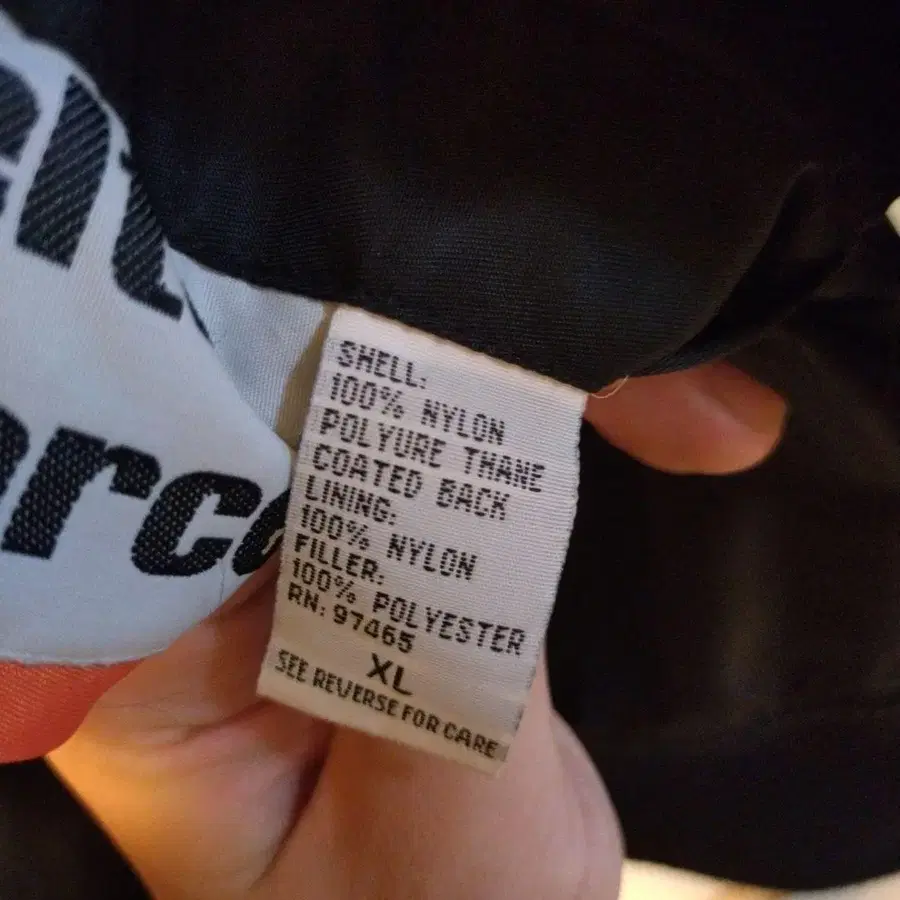 SHELL:
100% NYLON
POLYURE THANE
COATED BACK
LINING:
100% NYLON
FILLER:
100% POLYESTER
RN: 97465
XL
SEE REVERSE FOR CARE